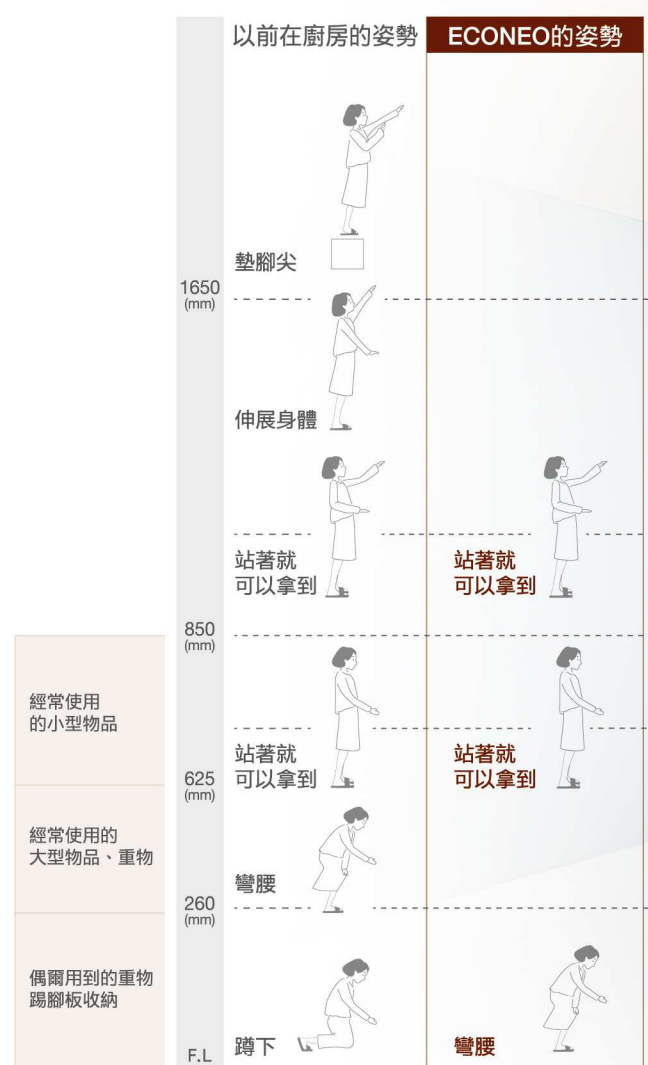 以前在廚房的姿勢
ECONEO的姿勢
墊腳尖
1650
(mm)
伸展身體
站著就
可以拿到
站著就
可以拿到
850
(mm)
經常使用
的小型物品
站著就
可以拿到
站著就
可以拿到
625
(mm)
經常使用的
大型物品、重物
彎腰
260
(mm)
偶爾用到的重物
踢腳板收納
F.L
蹲下
彎腰